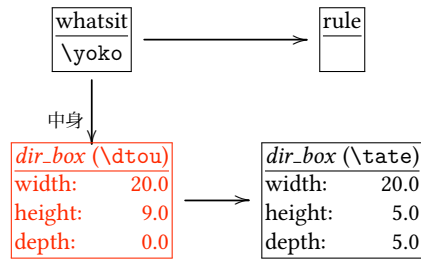 whatsit
\yoko
rule
中身
dir_box (\dtou)
width: 20.0
height: 9.0
depth: 0.0
dir_box (\tate)
width: 20.0
height: 5.0
depth: 5.0